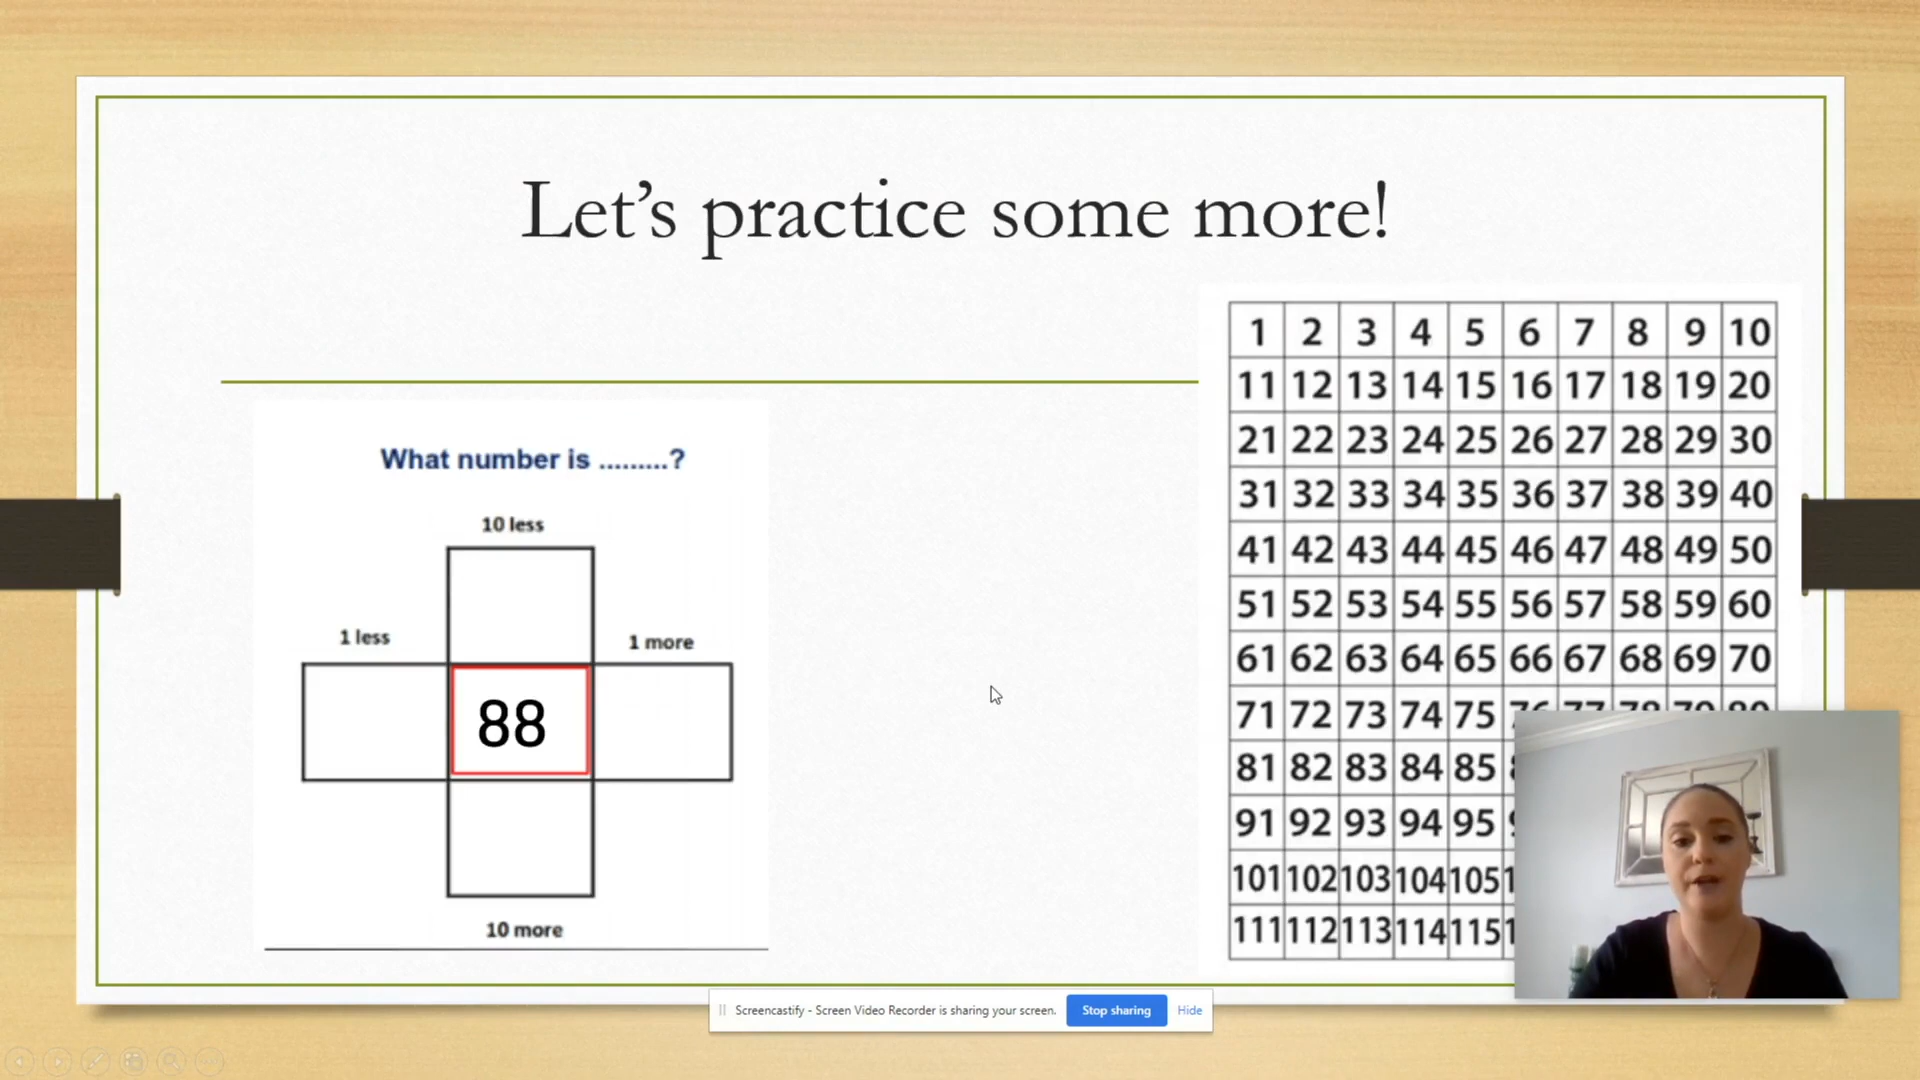 Let's practice some more!
What number is .........?
10 less
1 less
1 more
88
10 more
1 2 3 4 5 6 7 8 9 10
11 12 13 14 15 16 17 18 19 20
21 22 23 24 25 26 27 28 29 30
31 32 33 34 35 36 37 38 39 40
41 42 43 44 45 46 47 48 49 50
51 52 53 54 55 56 57 58 59 60
61 62 63 64 65 66 67 68 69 70
71 72 73 74 75
81 82 83 84 85
91 92 93 94 95
101 102 103 104 105
111 112 113 114 115
Screencastify - Screen Video Recorder is sharing your screen. Stop sharing Hide